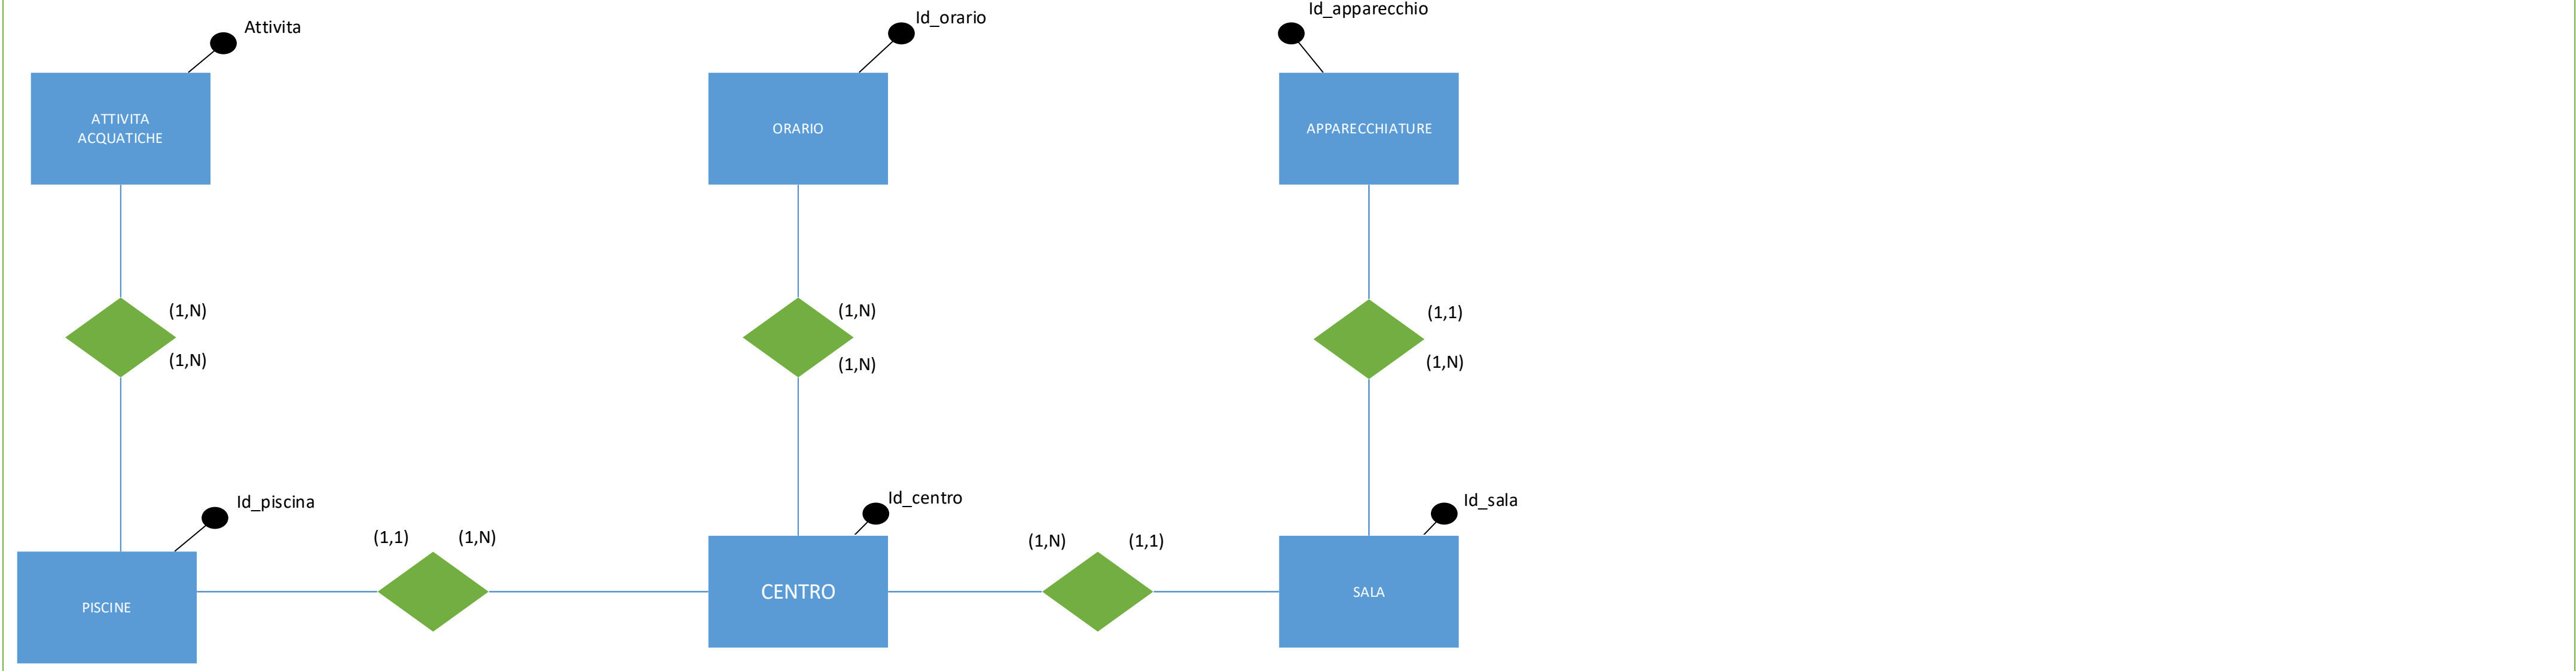 Id_apparecchio
Attivita
Id_orario
ATTIVITA
ACQUATICHE
ORARIO
APPARECCHIATURE
(1,N)
(1,N)
(1,1)
(1,N)
(1,N)
(1,N)
Id_piscina
Id_centro
Id_sala
(1,1)
(1,N)
(1,N)
(1,1)
PISCINE
CENTRO
SALA